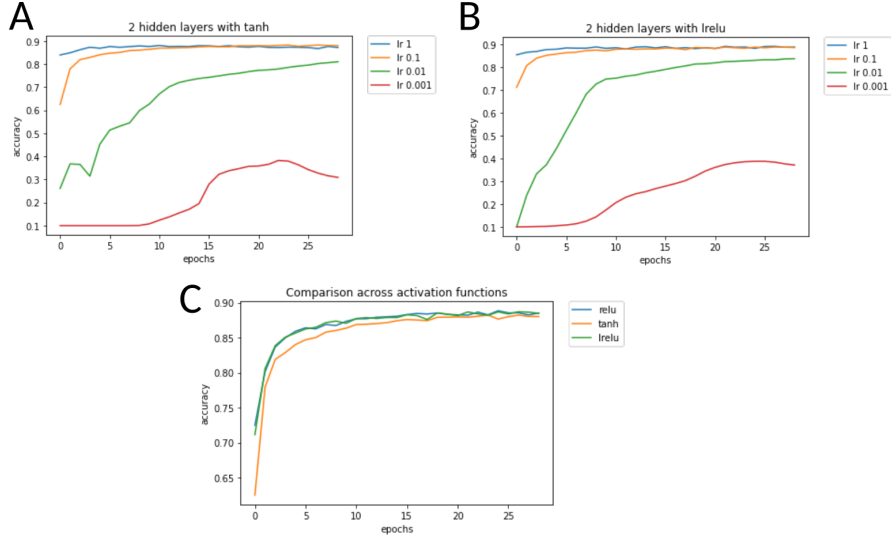 A
2 hidden layers with tanh
accuracy
0.9
0.8
0.7
0.6
0.5
0.4
0.3
0.2
0.1
0 5 10 15 20 25
epochs
lr 1
lr 0.1
lr 0.01
lr 0.001
B
2 hidden layers with lrelu
accuracy
0.9
0.8
0.7
0.6
0.5
0.4
0.3
0.2
0.1
0 5 10 15 20 25
epochs
lr 1
lr 0.1
lr 0.01
lr 0.001
C
Comparison across activation functions
accuracy
0.90
0.85
0.80
0.75
0.70
0.65
0 5 10 15 20 25
epochs
relu
tanh
lrelu